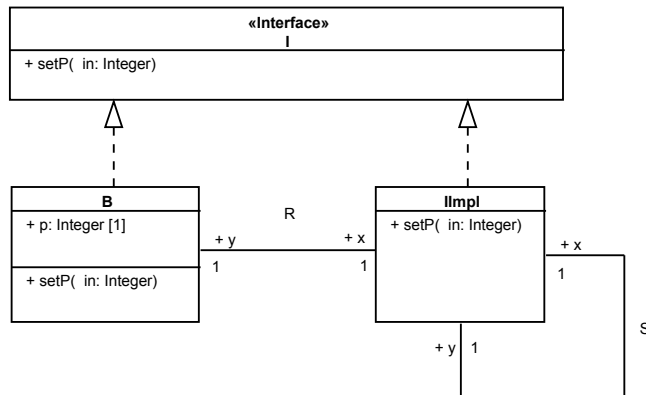 «Interface»
I
+ setP(  in: Integer)
B
+ p: Integer [1]
+ setP(  in: Integer)
R
+ y
+ x
1
1
IImpl
+ setP(  in: Integer)
+ x
1
S
+ y 1